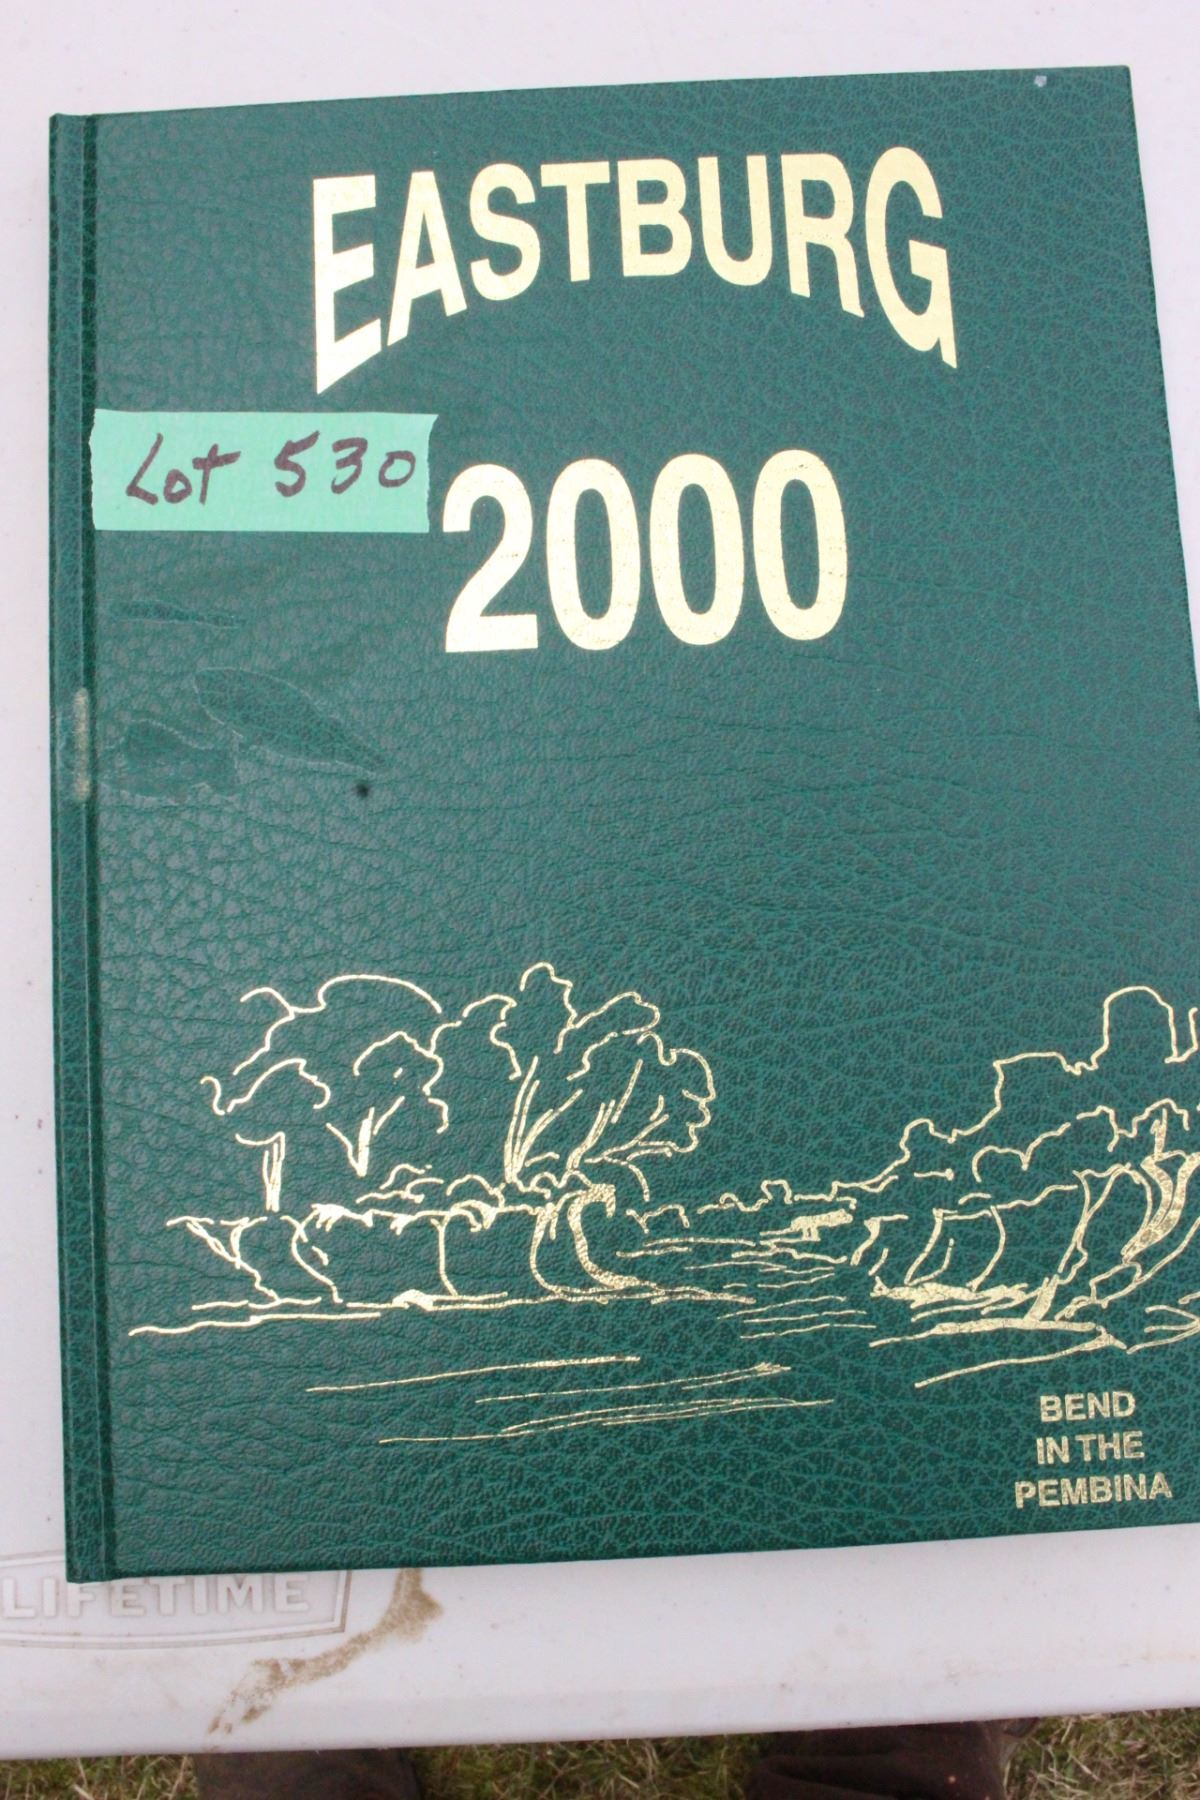 EASTBURG
Lot 530
2000
BEND
IN THE
PEMBINA
LIFETIME